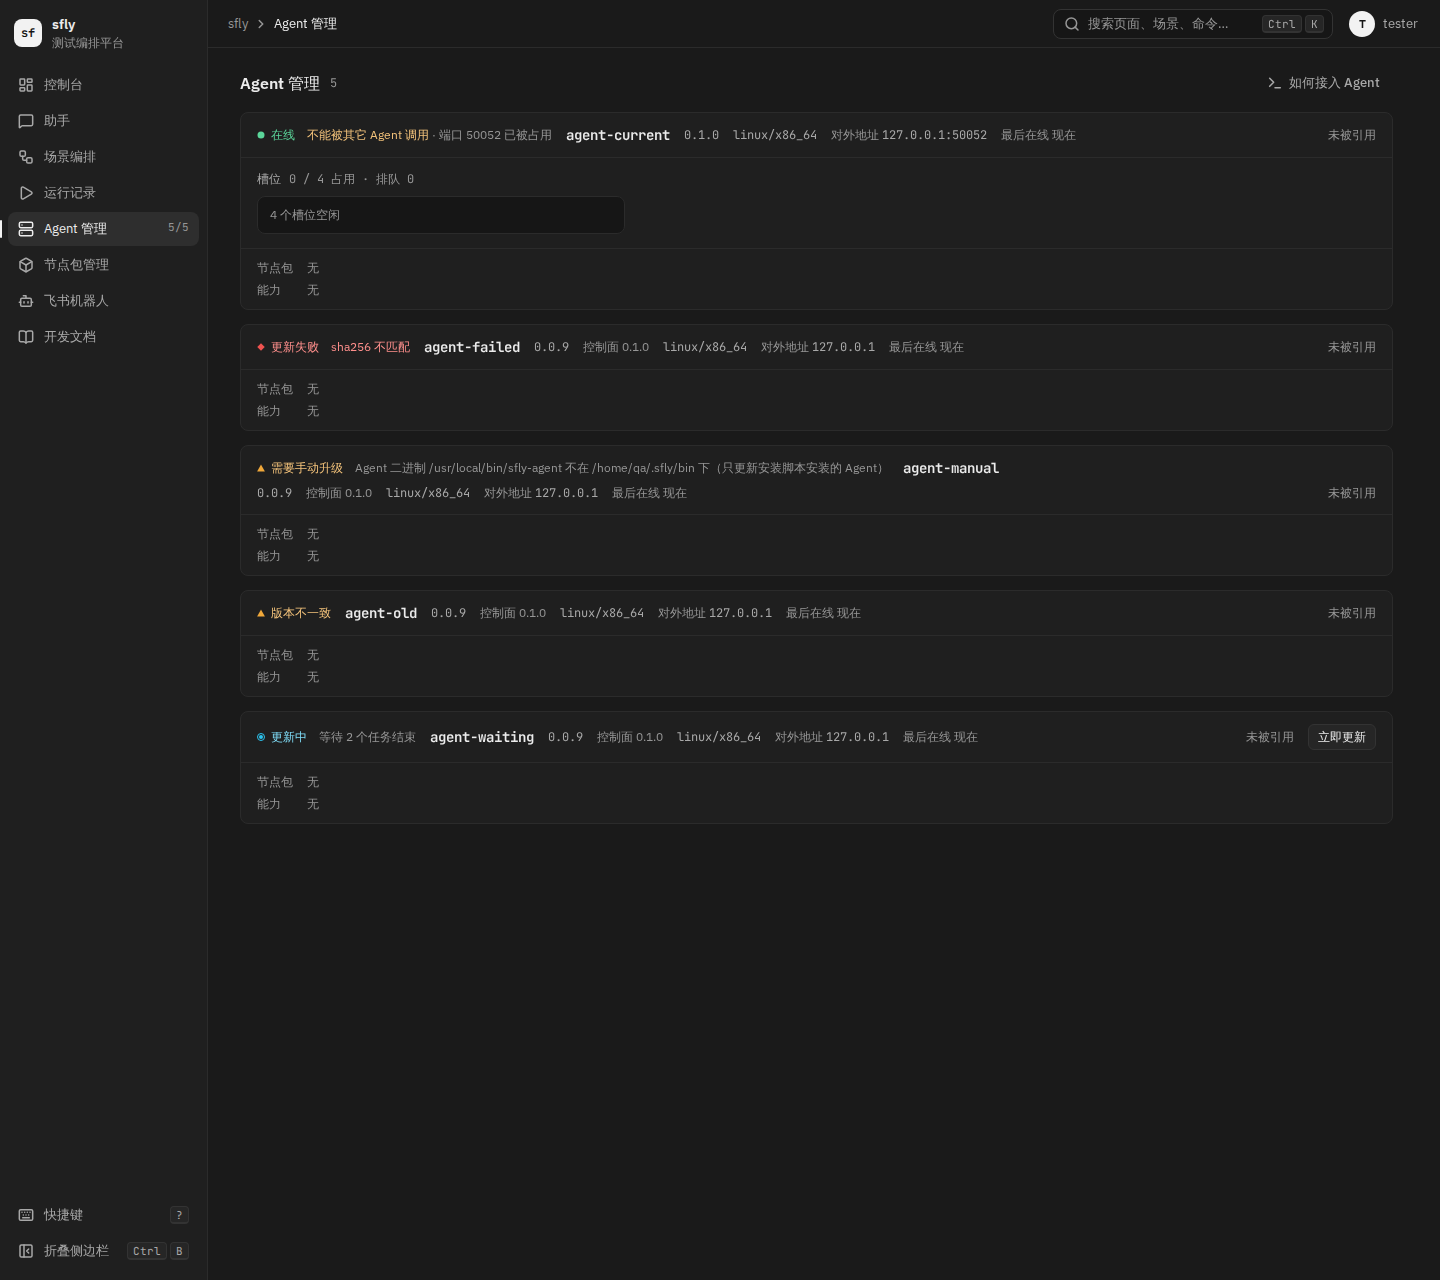 sf sfly
测试编排平台
控制台
助手
场景编排
运行记录
Agent 管理 5/5
节点包管理
飞书机器人
开发文档
快捷键 ?
折叠侧边栏 Ctrl B
sfly > Agent 管理
搜索页面、场景、命令... Ctrl K
T tester
Agent 管理 5
如何接入 Agent
在线 不能被其它 Agent 调用 · 端口 50052 已被占用 agent-current 0.1.0 linux/x86_64 对外地址 127.0.0.1:50052 最后在线 现在 未被引用
槽位 0 / 4 占用 · 排队 0
4 个槽位空闲
节点包 无
能力 无
更新失败 sha256 不匹配 agent-failed 0.0.9 控制面 0.1.0 linux/x86_64 对外地址 127.0.0.1 最后在线 现在 未被引用
节点包 无
能力 无
需要手动升级 Agent 二进制 /usr/local/bin/sfly-agent 不在 /home/qa/.sfly/bin 下（只更新安装脚本安装的 Agent） agent-manual
0.0.9 控制面 0.1.0 linux/x86_64 对外地址 127.0.0.1 最后在线 现在 未被引用
节点包 无
能力 无
版本不一致 agent-old 0.0.9 控制面 0.1.0 linux/x86_64 对外地址 127.0.0.1 最后在线 现在 未被引用
节点包 无
能力 无
更新中 等待 2 个任务结束 agent-waiting 0.0.9 控制面 0.1.0 linux/x86_64 对外地址 127.0.0.1 最后在线 现在 未被引用 立即更新
节点包 无
能力 无